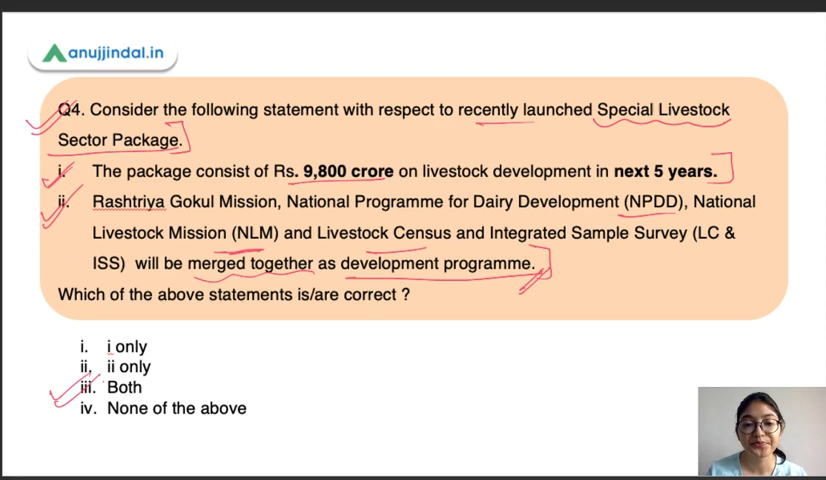 anujjindal.in
Q4. Consider the following statement with respect to recently launched Special Livestock
Sector Package.
i. The package consist of Rs. 9,800 crore on livestock development in next 5 years.
ii. Rashtriya Gokul Mission, National Programme for Dairy Development (NPDD), National
Livestock Mission (NLM) and Livestock Census and Integrated Sample Survey (LC &
ISS) will be merged together as development programme.
Which of the above statements is/are correct ?
i. i only
ii. ii only
iii. Both
iv. None of the above